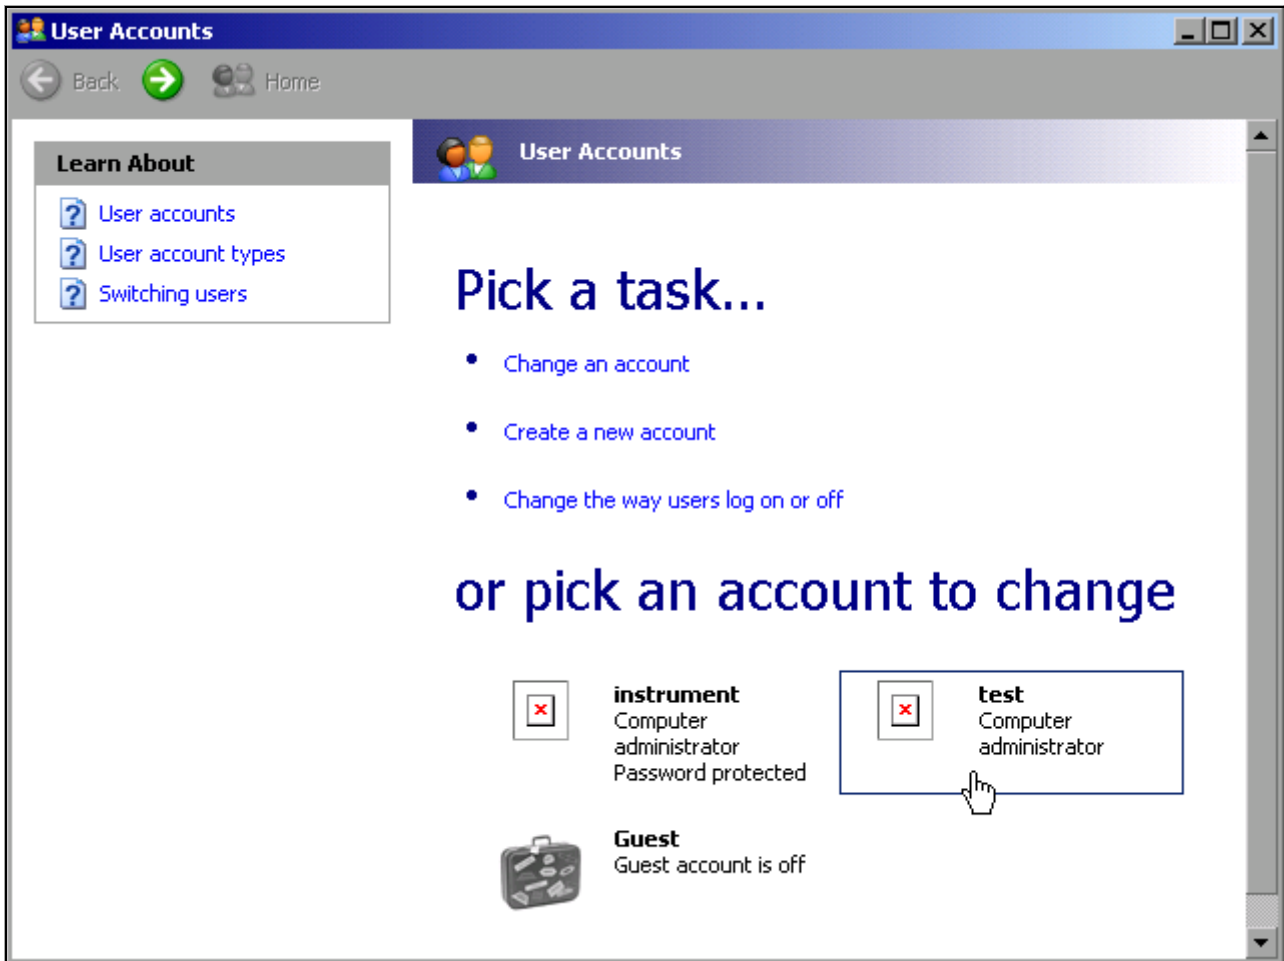 User Accounts
Back
Home
Learn About
User accounts
User account types
Switching users
User Accounts
Pick a task...
Change an account
Create a new account
Change the way users log on or off
or pick an account to change
instrument
Computer
administrator
Password protected
test
Computer
administrator
Guest
Guest account is off